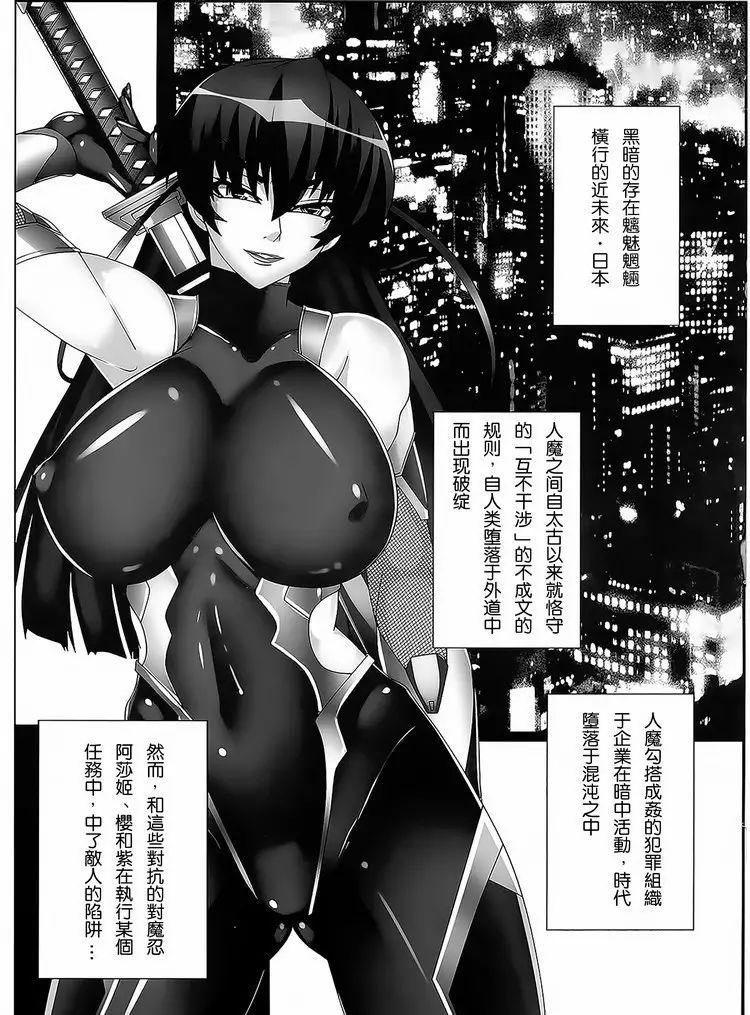 黑暗的存在魑魅魍魎
橫行的近未來·日本
人魔之间自太古以来就恪守
的「互不干涉」的不成文的
规则，自人类堕落于外道中
而出现破绽
人魔勾搭成姦的犯罪組織
于企業在暗中活動，時代
墮落于混沌之中
然而，和這些對抗的對魔忍
阿莎姬、櫻和紫在執行某個
任務中，中了敵人的陷阱…